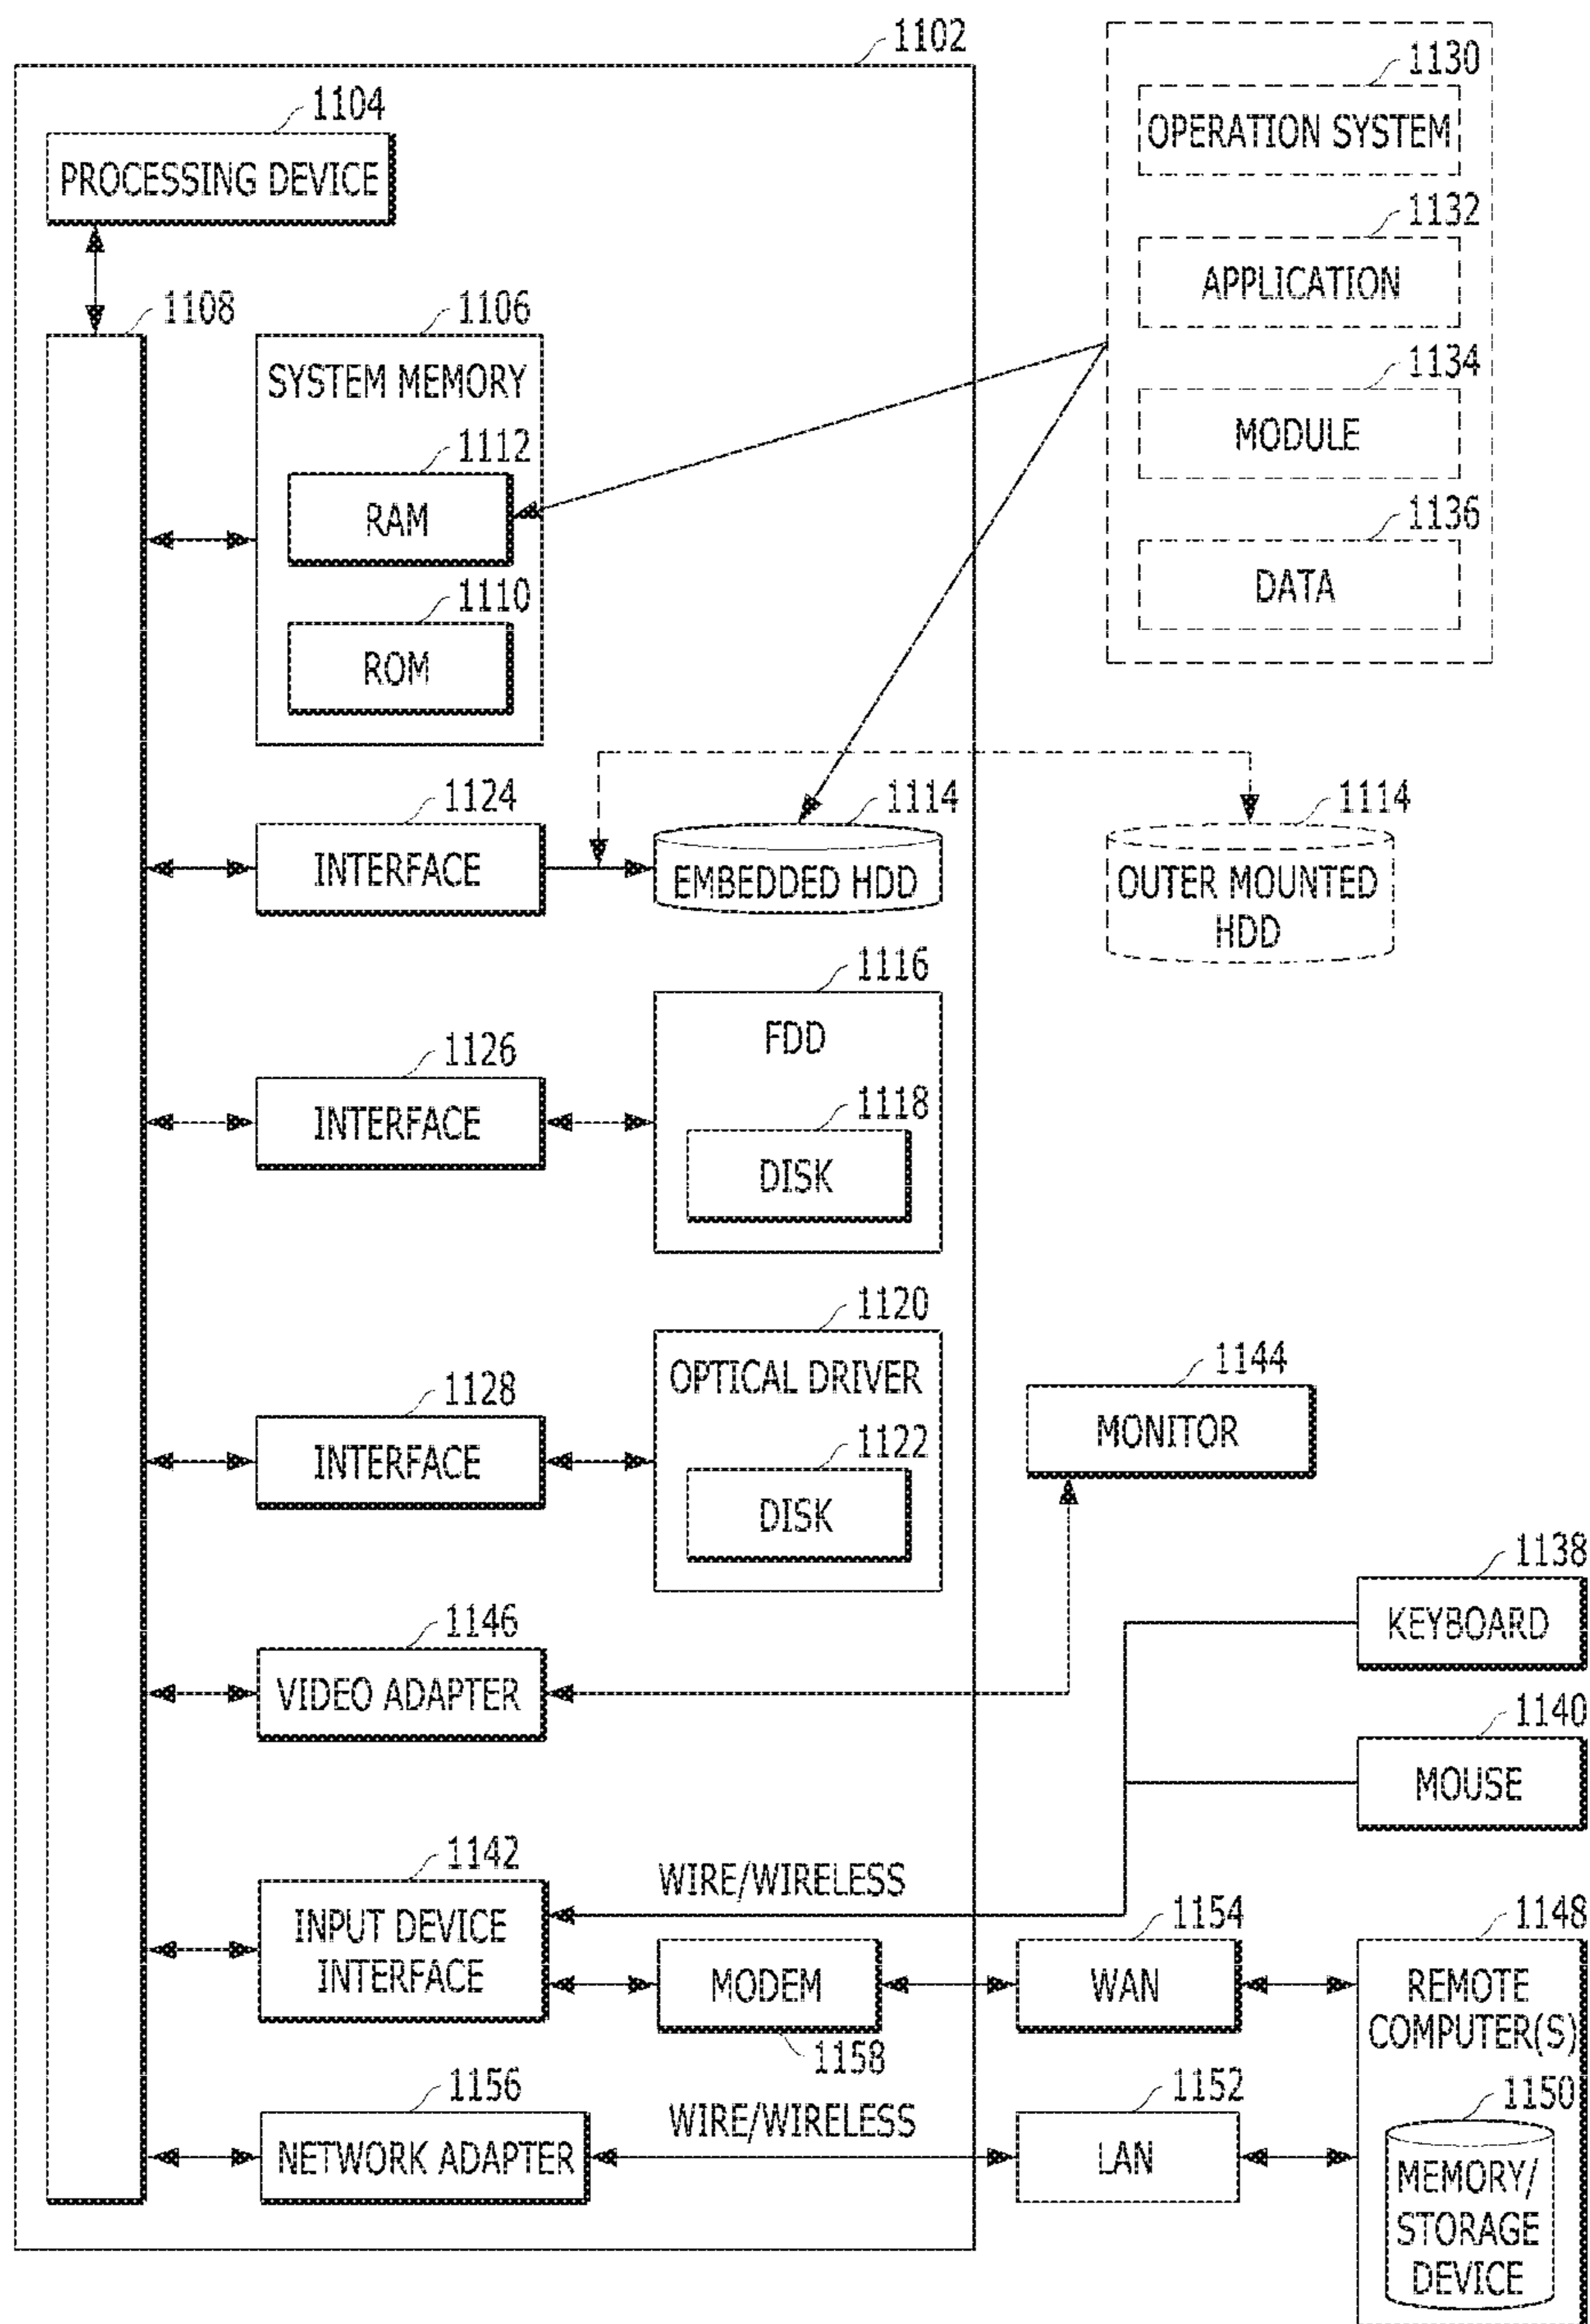 1102
1104
PROCESSING DEVICE
1108
1106
SYSTEM MEMORY
1112
RAM
1110
ROM
1130
OPERATION SYSTEM
1132
APPLICATION
1134
MODULE
1136
DATA
1124
INTERFACE
1114
EMBEDDED HDD
1114
OUTER MOUNTED
HDD
1116
FDD
1126
INTERFACE
1118
DISK
1120
OPTICAL DRIVER
1128
INTERFACE
1122
DISK
1144
MONITOR
1138
KEYBOARD
1146
VIDEO ADAPTER
1140
MOUSE
1142
INPUT DEVICE
INTERFACE
WIRE/WIRELESS
MODEM
1158
1154
WAN
1148
REMOTE
COMPUTER(S)
1156
NETWORK ADAPTER
WIRE/WIRELESS
1152
LAN
1150
MEMORY/
STORAGE
DEVICE